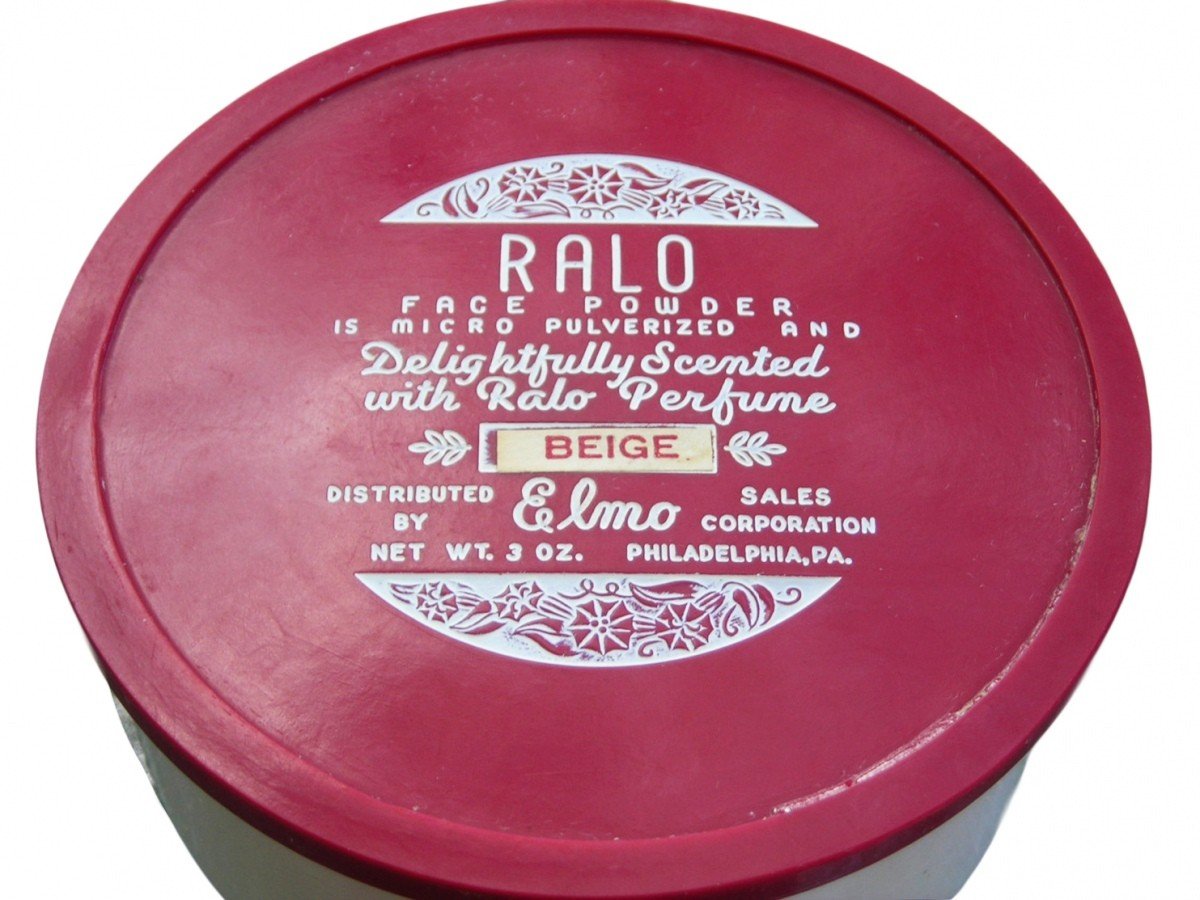 RALO
FACE POWDER
IS MICRO PULVERIZED AND
Delightfully Scented
with Ralo Perfume
BEIGE
DISTRIBUTED BY Elmo SALES CORPORATION
NET WT. 3 OZ. PHILADELPHIA, PA.